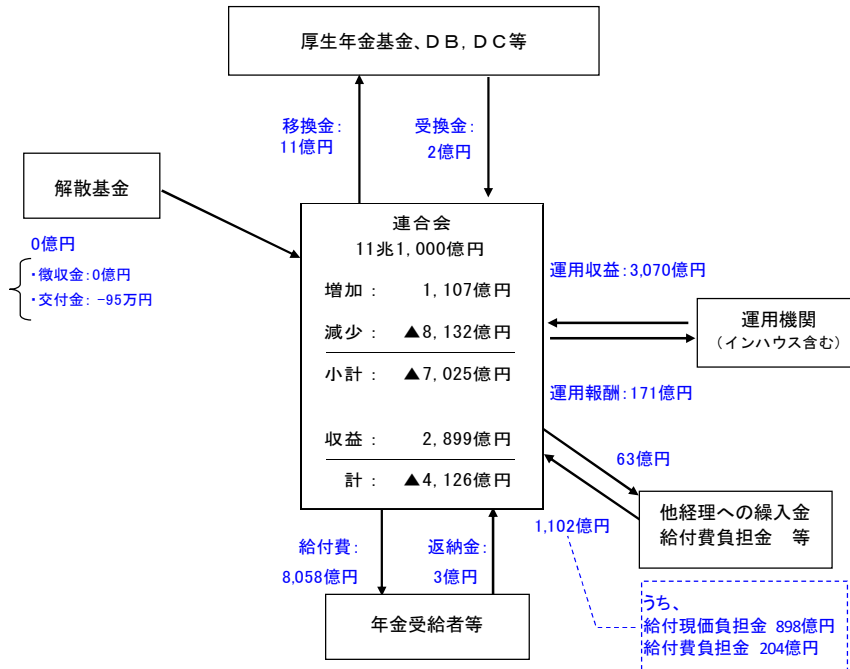 厚生年金基金、ＤＢ，ＤＣ等
移換金：
11億円
受換金：
2億円
解散基金
0億円
・徴収金：0億円
・交付金： -95万円
連合会
11兆1，000億円
増加： 1，107億円
減少： ▲8，132億円
小計： ▲7，025億円
収益： 2，899億円
計： ▲4，126億円
運用収益：3,070億円
運用機関
（インハウス含む）
運用報酬：171億円
63億円
1,102億円
他経理への繰入金
給付費負担金 等
給付費：
8,058億円
返納金：
3億円
年金受給者等
うち、
給付現価負担金 898億円
給付費負担金 204億円